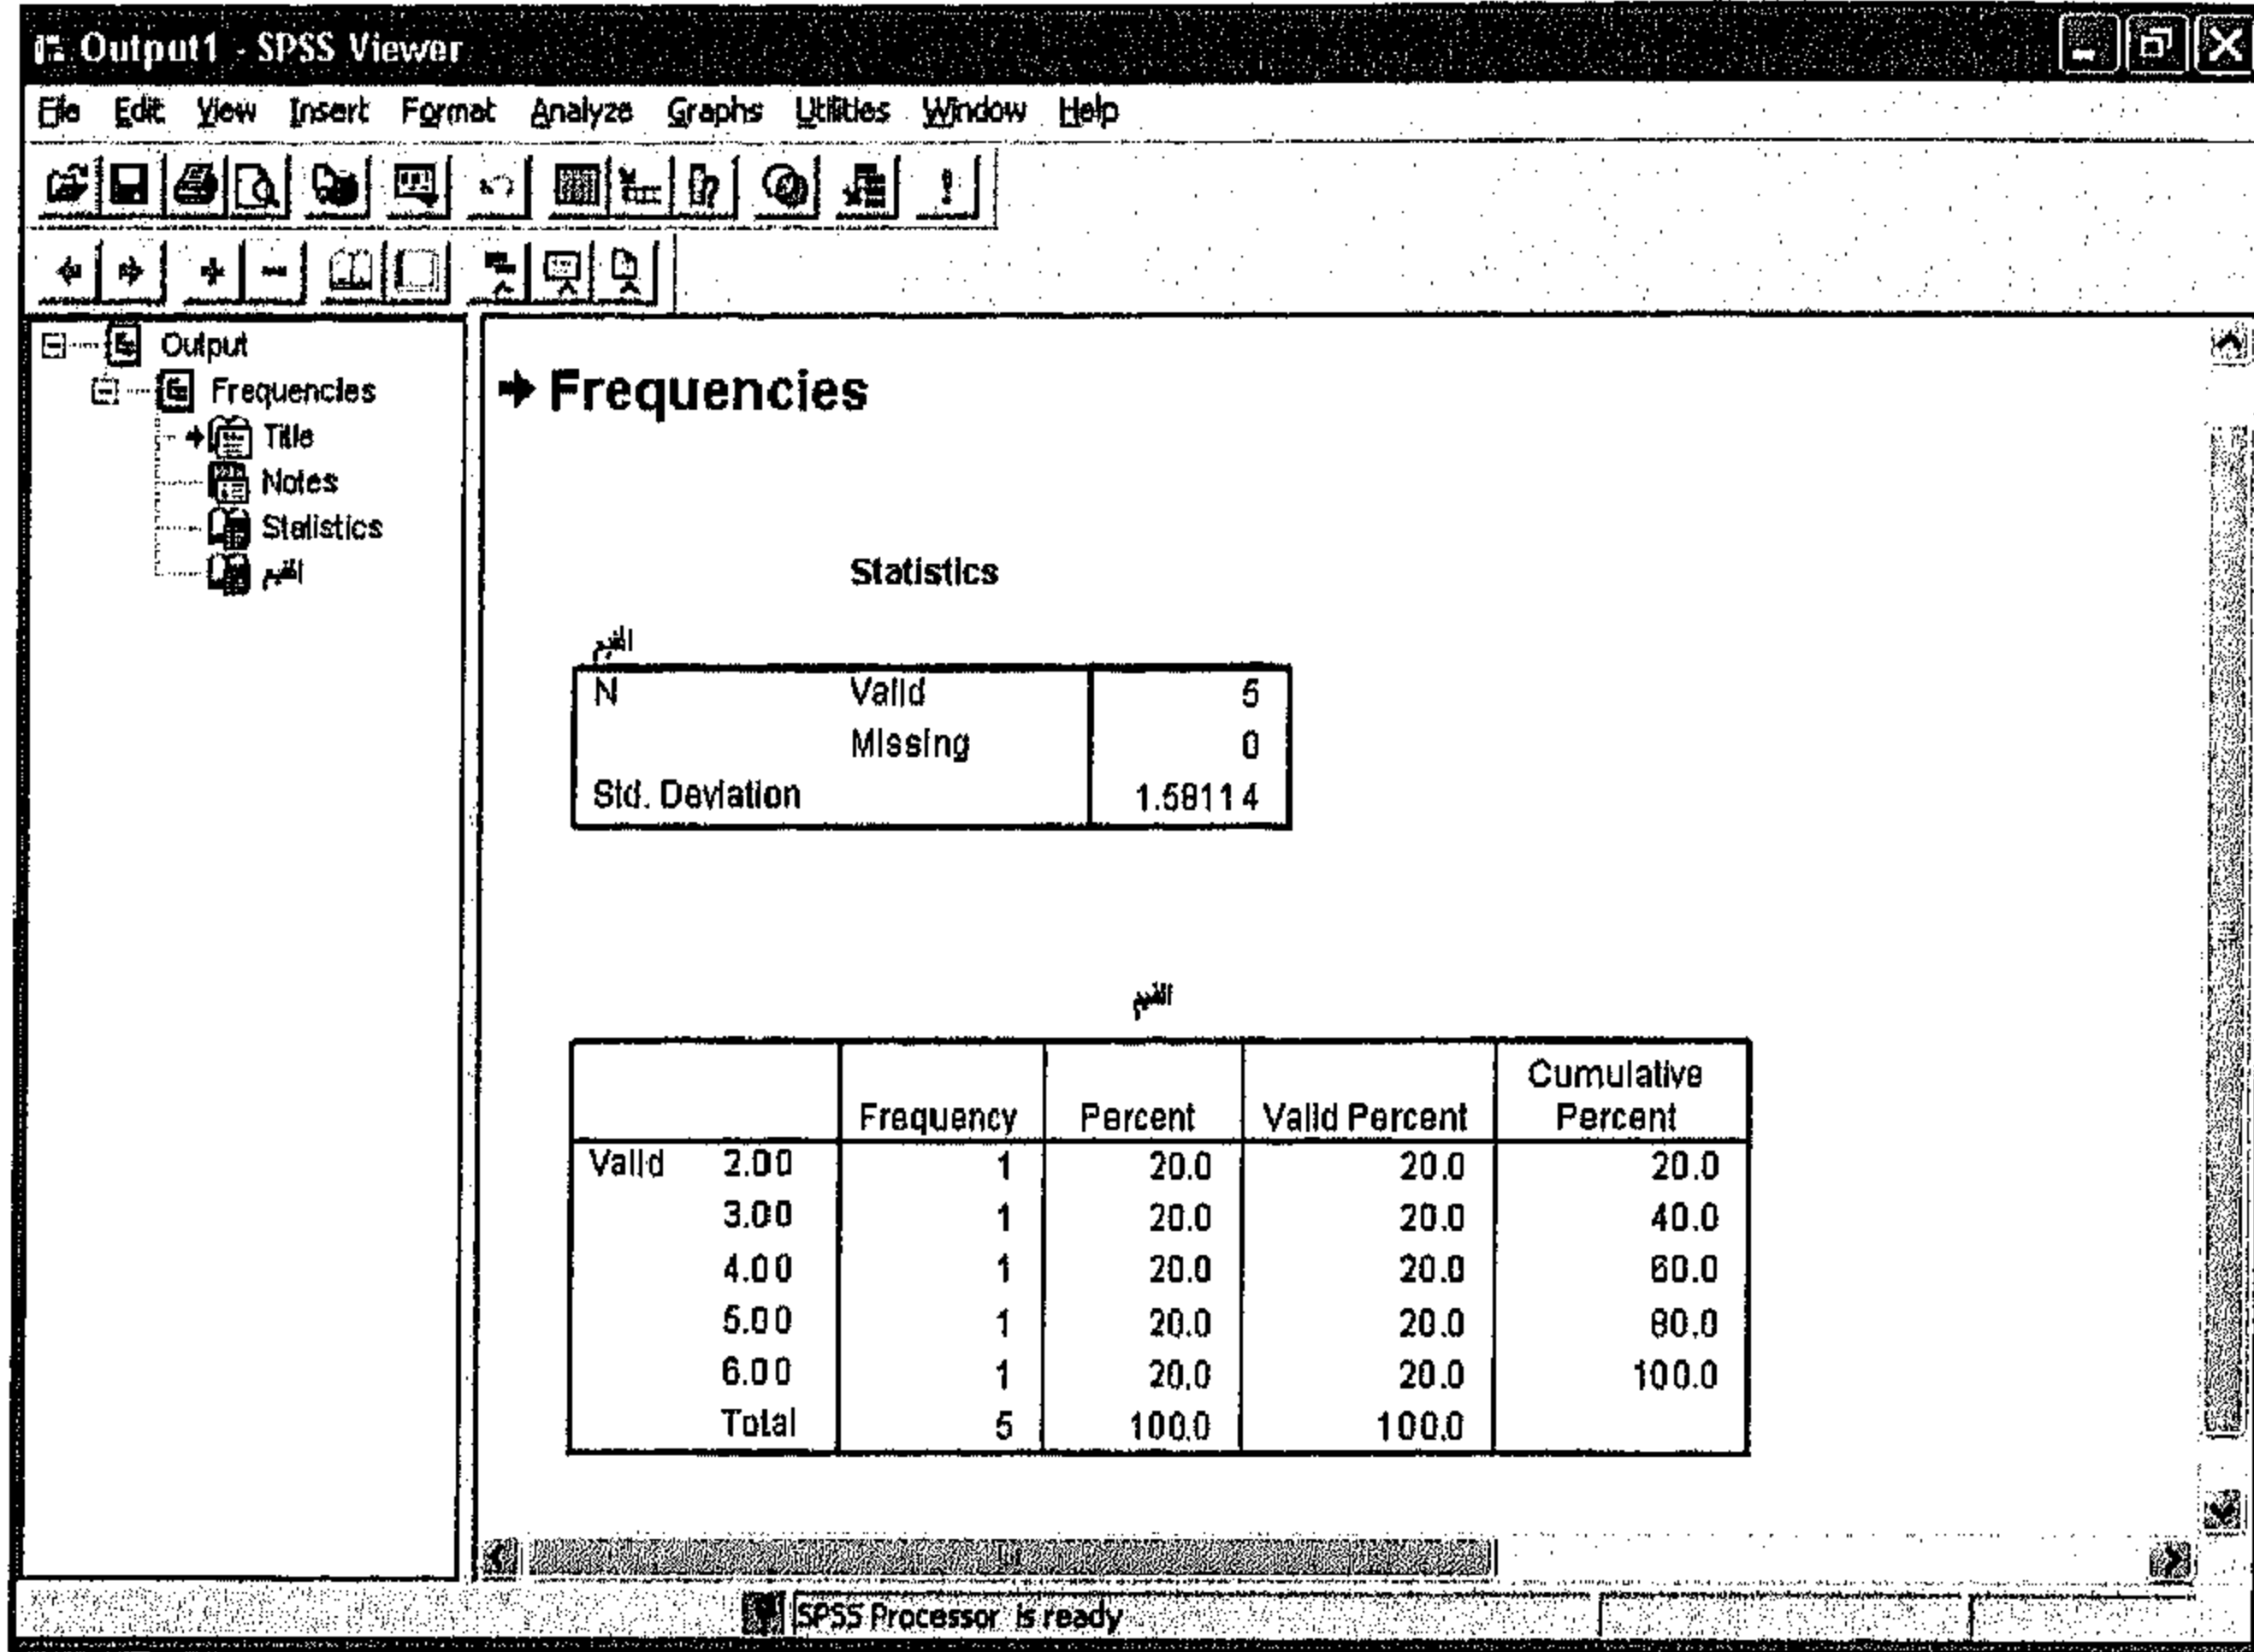 Output1 - SPSS Viewer
File Edit View Insert Format Analyze Graphs Utilities Window Help
Output
Frequencies
Title
Notes
Statistics
القيم
Frequencies
Statistics
القيم
N Valid 5
Missing 0
Std. Deviation 1.58114
القيم
Frequency Percent Valid Percent Cumulative Percent
Valid 2.00 1 20.0 20.0 20.0
3.00 1 20.0 20.0 40.0
4.00 1 20.0 20.0 60.0
5.00 1 20.0 20.0 80.0
6.00 1 20.0 20.0 100.0
Total 5 100.0 100.0
SPSS Processor is ready